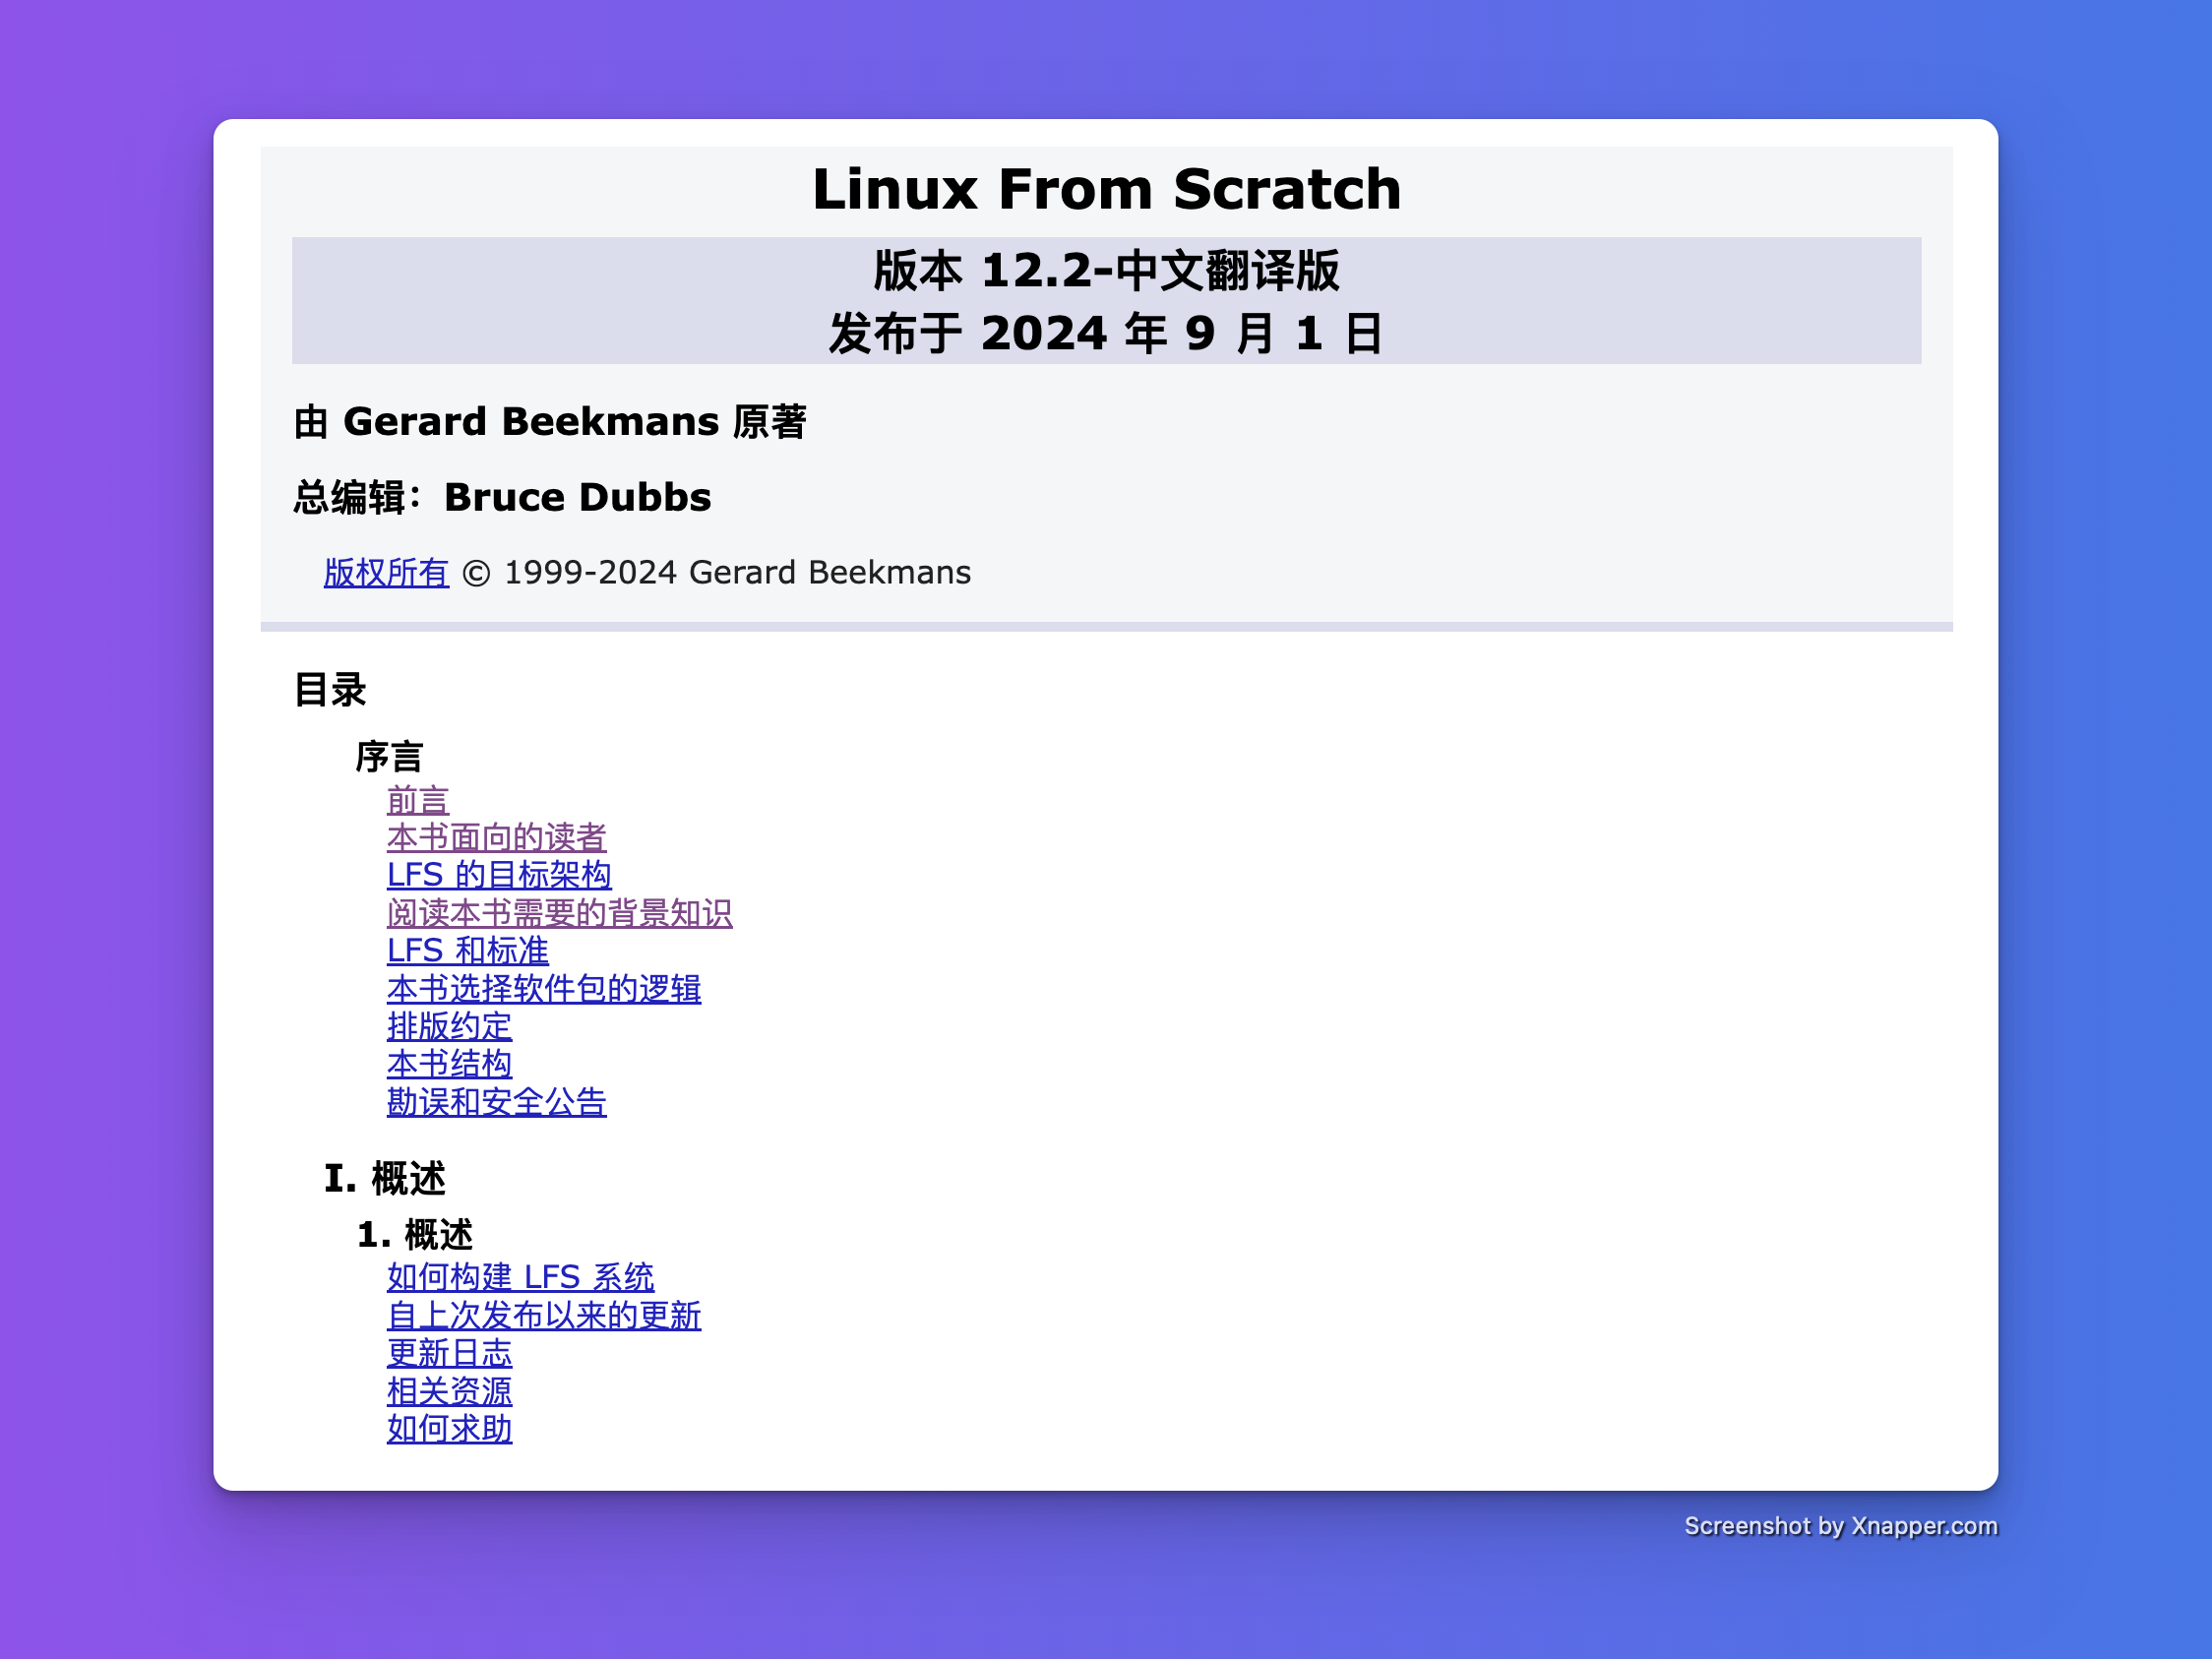 Linux From Scratch
版本 12.2-中文翻译版
发布于 2024 年 9 月 1 日
由 Gerard Beekmans 原著
总编辑：Bruce Dubbs
版权所有 © 1999-2024 Gerard Beekmans
目录
序言
前言
本书面向的读者
LFS 的目标架构
阅读本书需要的背景知识
LFS 和标准
本书选择软件包的逻辑
排版约定
本书结构
勘误和安全公告
I. 概述
1. 概述
如何构建 LFS 系统
自上次发布以来的更新
更新日志
相关资源
如何求助
Screenshot by Xnapper.com